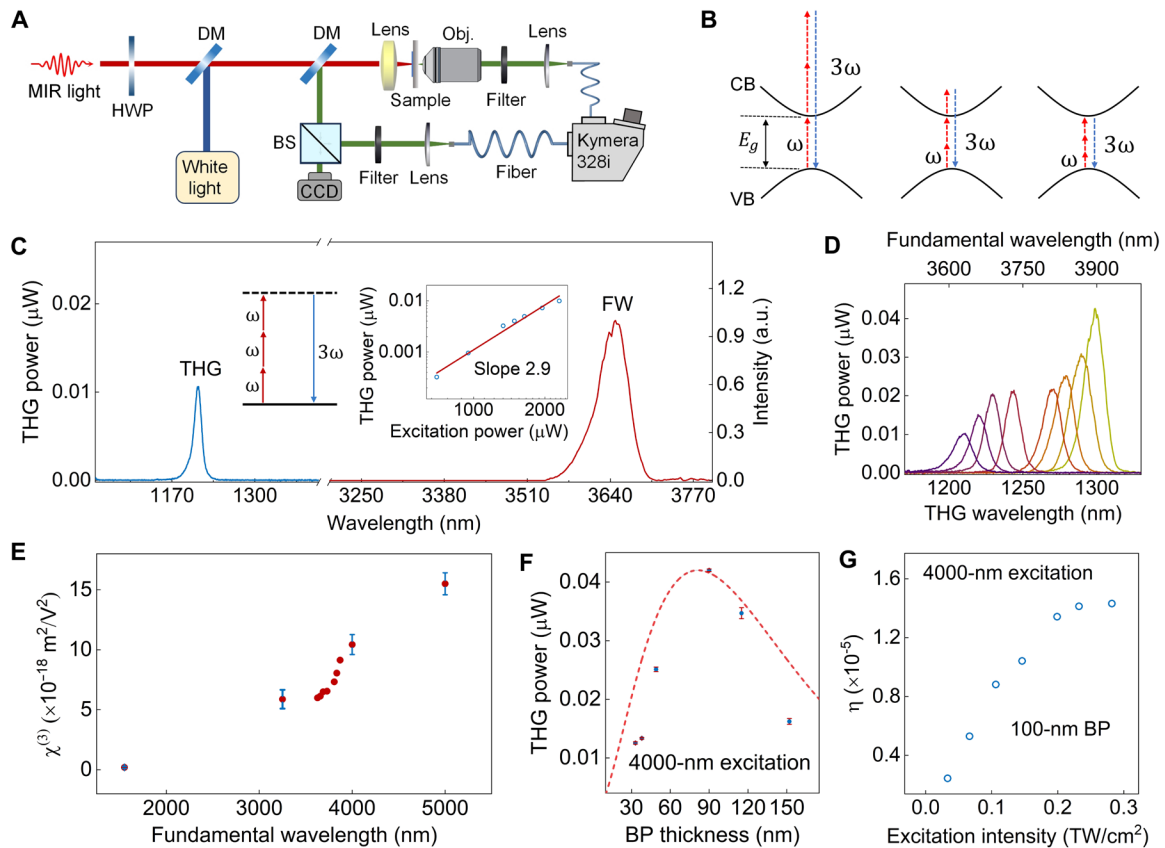 A
DM
DM
Lens
Obj.
Lens
MIR light
HWP
Sample
Filter
BS
White
light
CCD
Filter
Lens
Fiber
Kymera
328i
B
CB
3ω
E_g
ω
VB
ω
3ω
ω
3ω
C
THG power (μW)
0.02
0.01
0.00
THG
ω
ω
ω
3ω
THG power (μW)
0.01
0.001
Slope 2.9
1000
2000
Excitation power (μW)
FW
1.2
0.9
0.6
0.3
0.0
Intensity (a.u.)
1170
1300
3250
3380
3510
3640
3770
Wavelength (nm)
D
Fundamental wavelength (nm)
3600
3750
3900
THG power (μW)
0.04
0.03
0.02
0.01
0.00
1200
1250
1300
THG wavelength (nm)
E
χ⁽³⁾ (×10⁻¹⁸ m²/V²)
15
10
5
0
2000
3000
4000
5000
Fundamental wavelength (nm)
F
THG power (μW)
0.04
0.03
0.02
0.01
4000-nm excitation
30
60
90
120
150
BP thickness (nm)
G
4000-nm excitation
η (×10⁻⁵)
1.6
1.2
0.8
0.4
100-nm BP
0.0
0.1
0.2
0.3
Excitation intensity (TW/cm²)